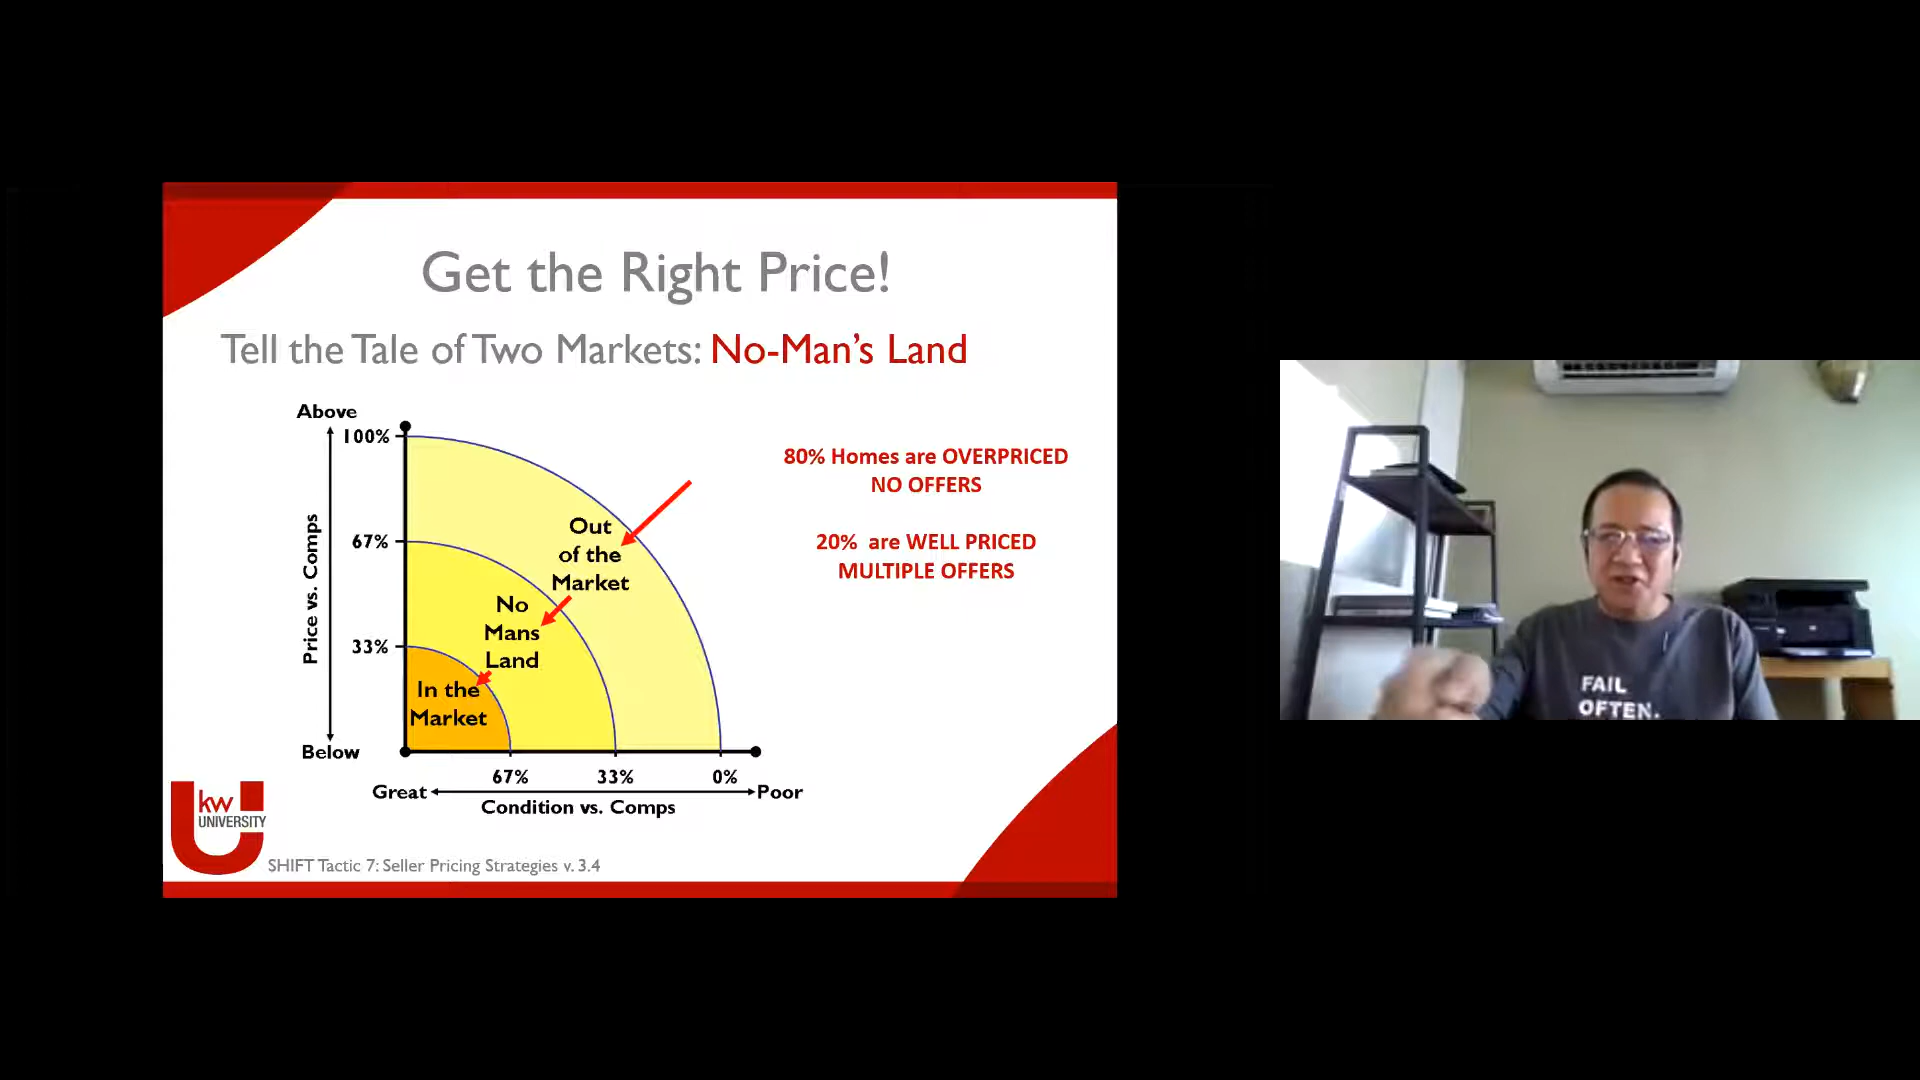 Get the Right Price!
Tell the Tale of Two Markets: No-Man's Land
Above
100%
67%
33%
Below
Price vs. Comps
Out
of the
Market
No
Mans
Land
In the
Market
67%
33%
0%
Great
Poor
Condition vs. Comps
80% Homes are OVERPRICED
NO OFFERS
20% are WELL PRICED
MULTIPLE OFFERS
kw
UNIVERSITY
SHIFT Tactic 7: Seller Pricing Strategies v. 3.4
FAIL
OFTEN.